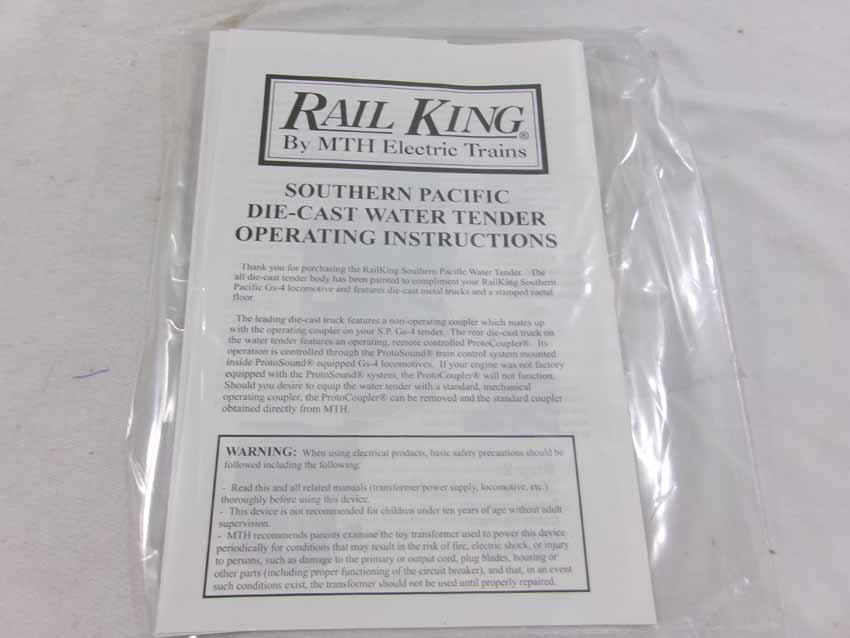 RAIL KING®
By MTH Electric Trains
SOUTHERN PACIFIC
DIE-CAST WATER TENDER
OPERATING INSTRUCTIONS
Thank you for purchasing the RailKing Southern Pacific Water Tender. The
all die-cast tender body has been painted to compliment your RailKing Southern
Pacific Gs-4 locomotive and features die-cast metal trucks and a stamped metal
floor.
The leading die-cast truck features a non-operating coupler which mates up
with the operating coupler on your S.P. Gs-4 tender. The rear die-cast truck on
the water tender features an operating, remote controlled ProtoCoupler®. Its
operation is controlled through the ProtoSound® train control system mounted
inside ProtoSound® equipped Gs-4 locomotives. If your engine was not factory
equipped with the ProtoSound® system, the ProtoCoupler® will not function.
Should you desire to equip the water tender with a standard, mechanical
operating coupler, the ProtoCoupler® can be removed and the standard coupler
obtained directly from MTH.
WARNING: When using electrical products, basic safety precautions should be
followed including the following:
- Read this and all related manuals (transformer/power supply, locomotive, etc.)
thoroughly before using this device.
- This device is not recommended for children under ten years of age without adult
supervision.
- MTH recommends parents examine the toy transformer used to power this device
periodically for conditions that may result in the risk of fire, electric shock, or injury
to persons, such as damage to the primary or output cord, plug blades, housing or
other parts (including proper functioning of the circuit breaker), and that, in an event
such conditions exist, the transformer should not be used until properly repaired.